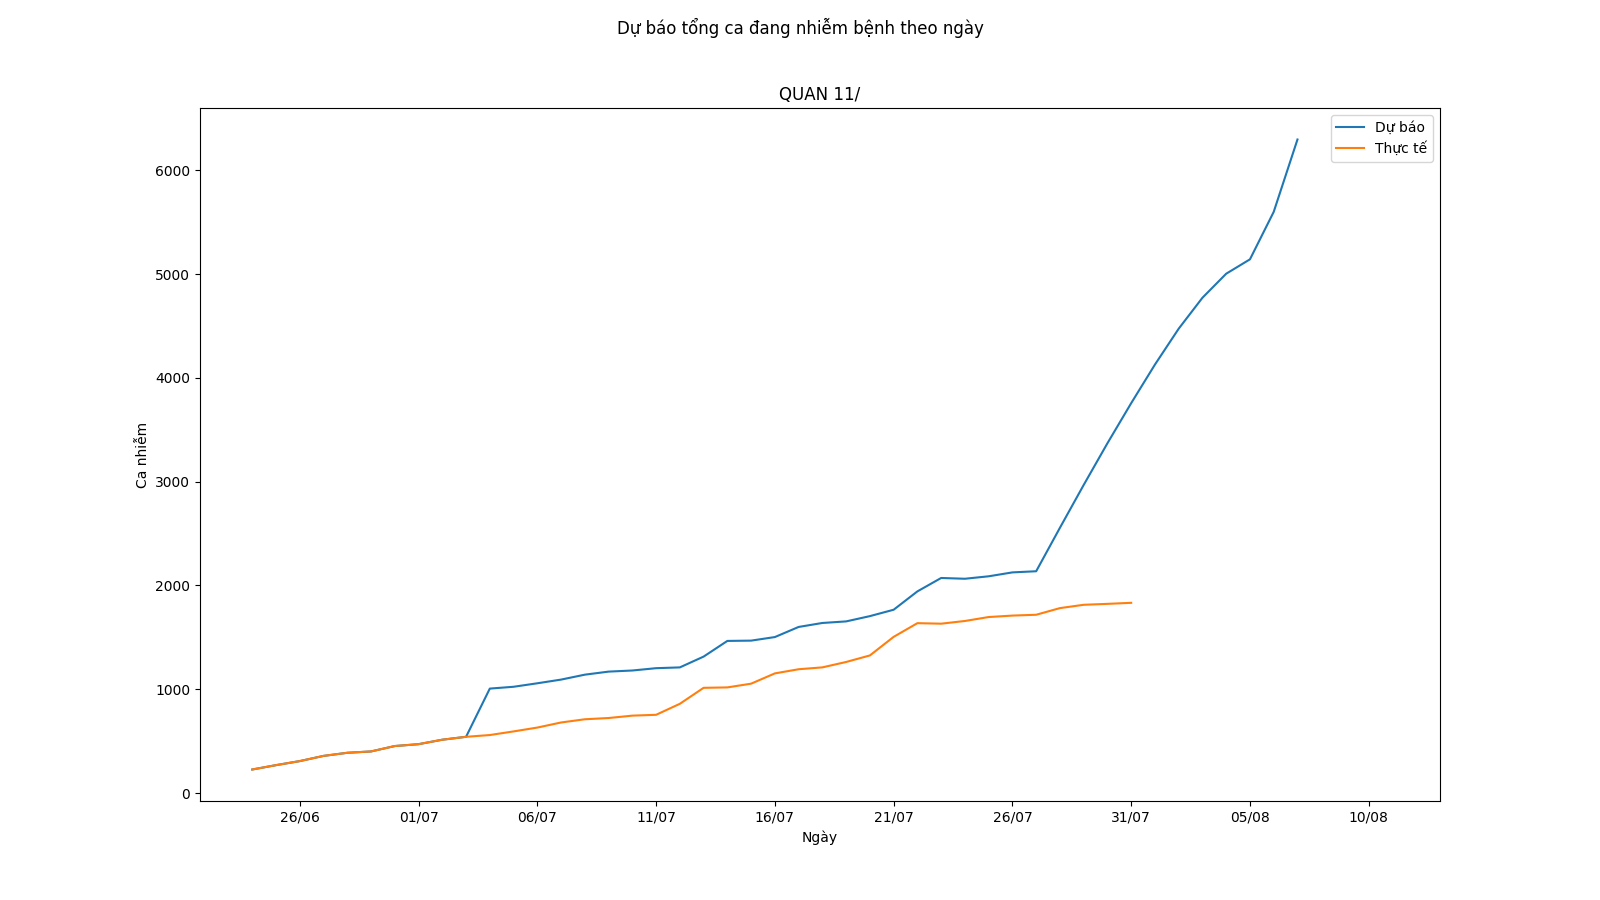 Dự báo tổng ca đang nhiễm bệnh theo ngày
QUAN 11/
Dự báo
Thực tế
6000
5000
4000
3000
2000
1000
0
Ca nhiễm
26/06
01/07
06/07
11/07
16/07
21/07
26/07
31/07
05/08
10/08
Ngày